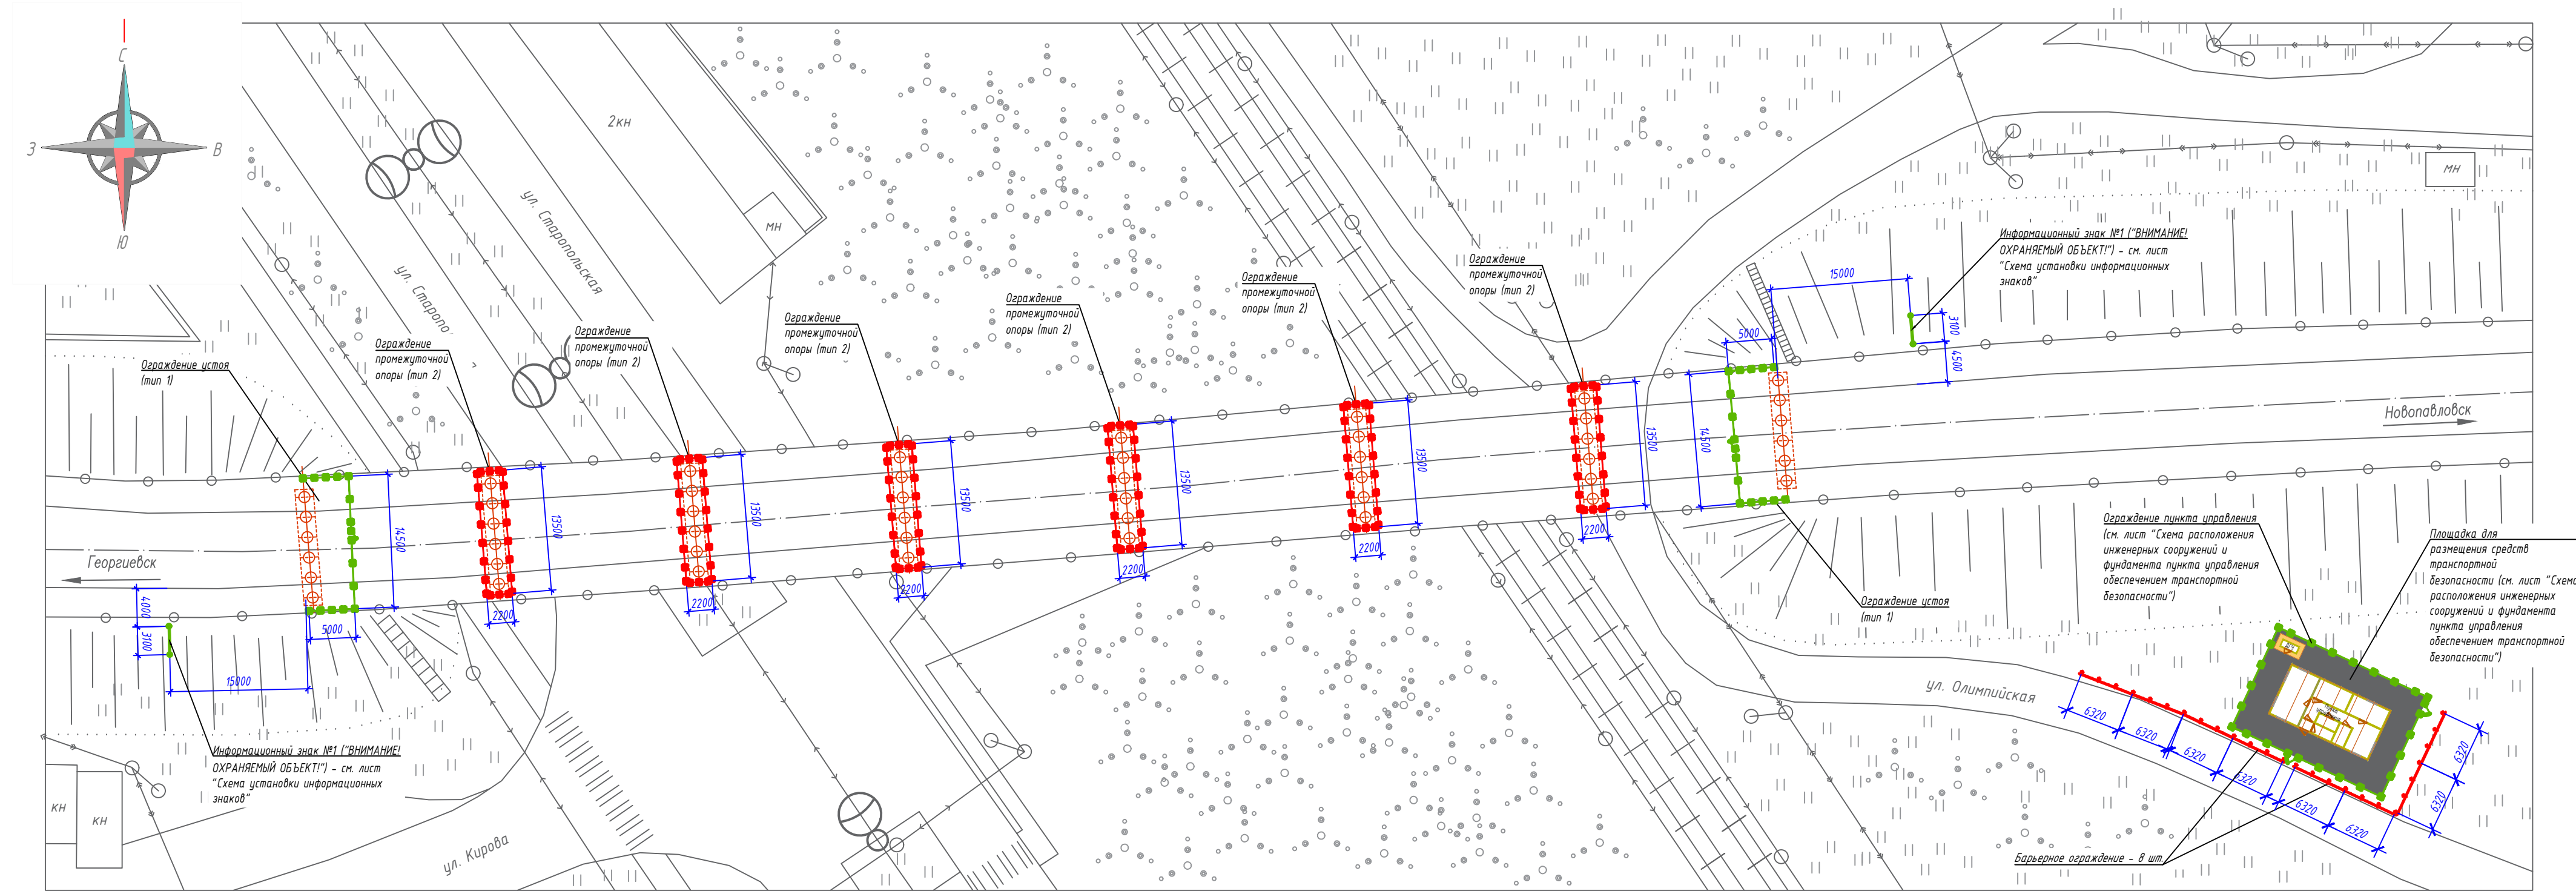 С
З
В
Ю
2кн
мн
мн
ул. Старопольская
ул. Старопо
Информационный знак №1 ("ВНИМАНИЕ!
ОХРАНЯЕМЫЙ ОБЪЕКТ!") - см. лист
"Схема установки информационных
знаков"
15000
3100
4500
5000
14500
Ограждение
промежуточной
опоры (тип 2)
Ограждение
промежуточной
опоры (тип 2)
Ограждение
промежуточной
опоры (тип 2)
Ограждение
промежуточной
опоры (тип 2)
Ограждение
промежуточной
опоры (тип 2)
Ограждение
промежуточной
опоры (тип 2)
Ограждение устоя
(тип 1)
Новопавловск
Георгиевск
14500
13500
13500
13500
13500
13500
13500
2200
2200
2200
2200
2200
2200
4000
3100
5000
15000
Ограждение устоя
(тип 1)
Ограждение пункта управления
(см. лист "Схема расположения
инженерных сооружений и
фундамента пункта управления
обеспечением транспортной
безопасности")
Площадка для
размещения средств
транспортной
безопасности (см. лист "Схема
расположения инженерных
сооружений и фундамента
пункта управления
обеспечением транспортной
безопасности")
ул. Олимпийская
6320
6320
6320
6320
6320
6320
6320
6320
Информационный знак №1 ("ВНИМАНИЕ!
ОХРАНЯЕМЫЙ ОБЪЕКТ!") - см. лист
"Схема установки информационных
знаков"
кн
кн
ул. Кирова
Барьерное ограждение - 8 шт.